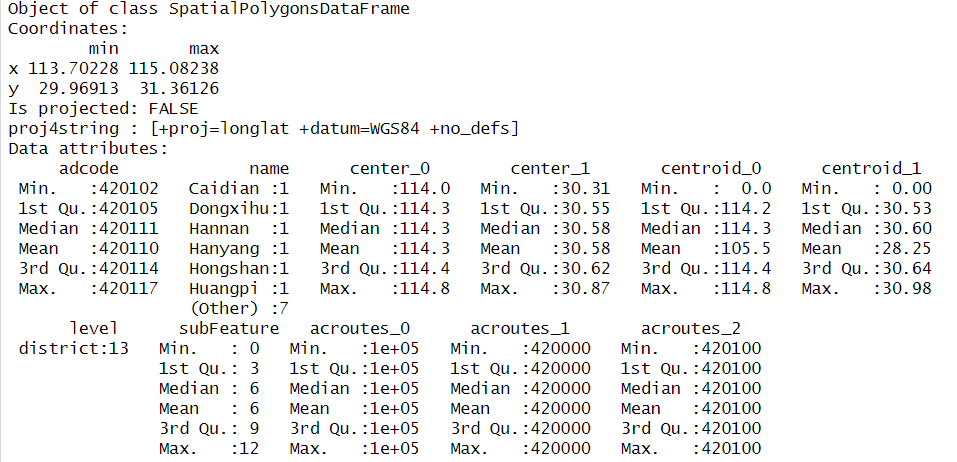 Object of class SpatialPolygonsDataFrame
Coordinates:
        min       max
x 113.70228 115.08238
y  29.96913  31.36126
Is projected: FALSE
proj4string : [+proj=longlat +datum=WGS84 +no_defs]
Data attributes:
     adcode             name      center_0        center_1       centroid_0      centroid_1
 Min.   :420102   Caidian :1   Min.   :114.0   Min.   :30.31   Min.   :  0.0   Min.   : 0.00
 1st Qu.:420105   Dongxihu:1   1st Qu.:114.3   1st Qu.:30.55   1st Qu.:114.2   1st Qu.:30.53
 Median :420111   Hannan  :1   Median :114.3   Median :30.58   Median :114.3   Median :30.60
 Mean   :420110   Hanyang :1   Mean   :114.3   Mean   :30.58   Mean   :105.5   Mean   :28.25
 3rd Qu.:420114   Hongshan:1   3rd Qu.:114.4   3rd Qu.:30.62   3rd Qu.:114.4   3rd Qu.:30.64
 Max.   :420117   Huangpi :1   Max.   :114.8   Max.   :30.87   Max.   :114.8   Max.   :30.98
                  (Other) :7
      level      subFeature   acroutes_0      acroutes_1       acroutes_2
 district:13   Min.   : 0   Min.   :1e+05   Min.   :420000   Min.   :420100
               1st Qu.: 3   1st Qu.:1e+05   1st Qu.:420000   1st Qu.:420100
               Median : 6   Median :1e+05   Median :420000   Median :420100
               Mean   : 6   Mean   :1e+05   Mean   :420000   Mean   :420100
               3rd Qu.: 9   3rd Qu.:1e+05   3rd Qu.:420000   3rd Qu.:420100
               Max.   :12   Max.   :1e+05   Max.   :420000   Max.   :420100